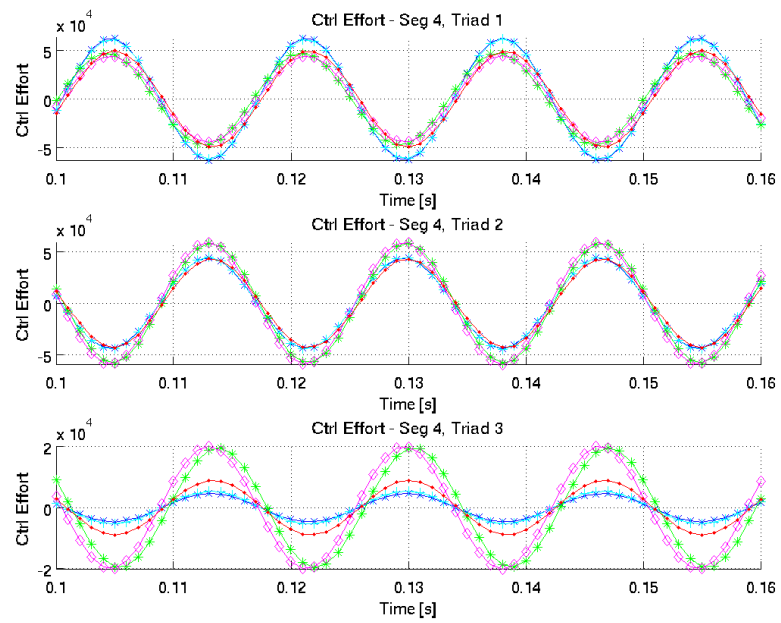 Ctrl Effort - Seg 4, Triad 1
x 10^4
5
0
-5
Ctrl Effort
0.1 0.11 0.12 0.13 0.14 0.15 0.16
Time [s]
Ctrl Effort - Seg 4, Triad 2
x 10^4
5
0
-5
Ctrl Effort
0.1 0.11 0.12 0.13 0.14 0.15 0.16
Time [s]
Ctrl Effort - Seg 4, Triad 3
x 10^4
2
0
-2
Ctrl Effort
0.1 0.11 0.12 0.13 0.14 0.15 0.16
Time [s]